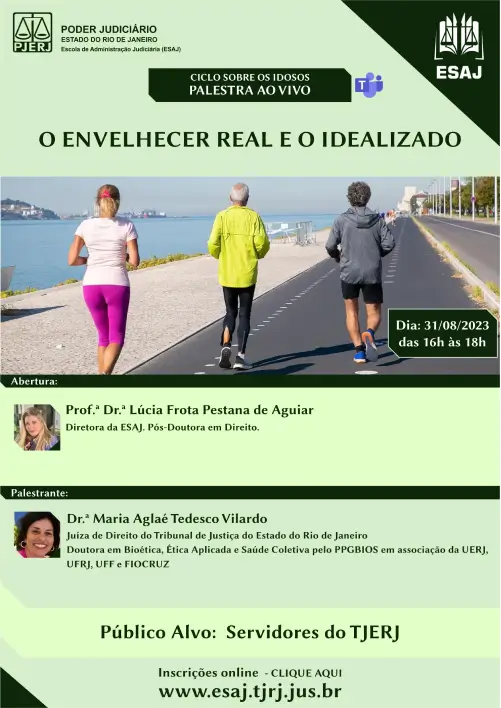 PJERJ
PODER JUDICIÁRIO
ESTADO DO RIO DE JANEIRO
Escola de Administração Judiciária (ESAJ)
ESAJ
CICLO SOBRE OS IDOSOS
PALESTRA AO VIVO
T
O ENVELHECER REAL E O IDEALIZADO
Dia: 31/08/2023
das 16h às 18h
Abertura:
Prof.ª Dr.ª Lúcia Frota Pestana de Aguiar
Diretora da ESAJ. Pós-Doutora em Direito.
Palestrante:
Dr.ª Maria Aglaé Tedesco Vilardo
Juíza de Direito do Tribunal de Justiça do Estado do Rio de Janeiro
Doutora em Bioética, Ética Aplicada e Saúde Coletiva pelo PPGBIOS em associação da UERJ,
UFRJ, UFF e FIOCRUZ
Público Alvo: Servidores do TJERJ
Inscrições online - CLIQUE AQUI
www.esaj.tjrj.jus.br